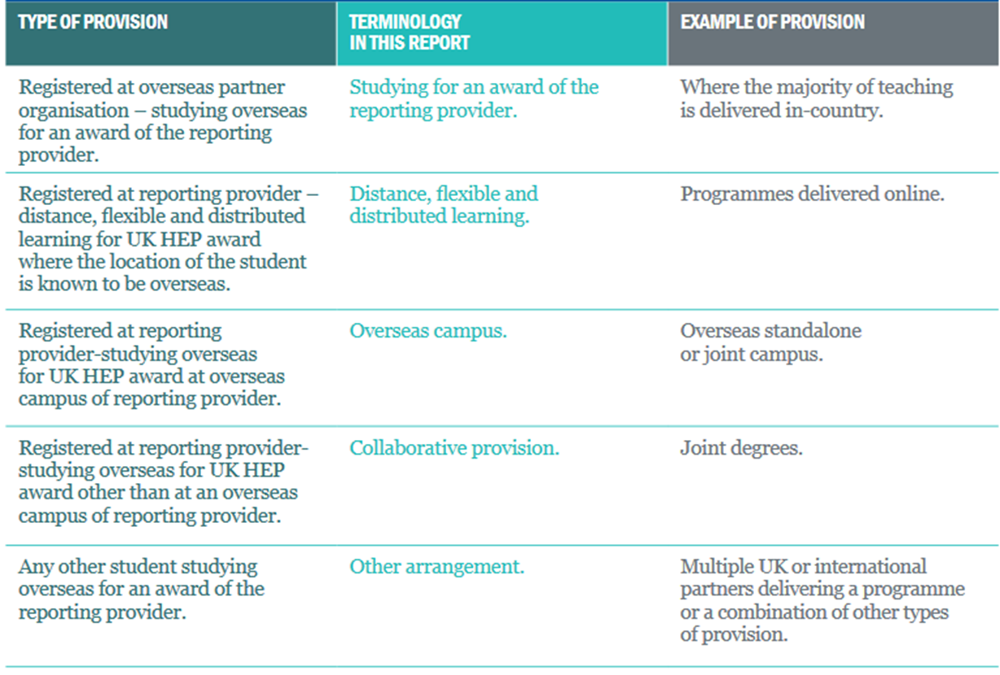 TYPE OF PROVISION
TERMINOLOGY
IN THIS REPORT
EXAMPLE OF PROVISION
Registered at overseas partner
organisation – studying overseas
for an award of the reporting
provider.
Studying for an award of the
reporting provider.
Where the majority of teaching
is delivered in-country.
Registered at reporting provider –
distance, flexible and distributed
learning for UK HEP award
where the location of the student
is known to be overseas.
Distance, flexible and
distributed learning.
Programmes delivered online.
Registered at reporting
provider-studying overseas
for UK HEP award at overseas
campus of reporting provider.
Overseas campus.
Overseas standalone
or joint campus.
Registered at reporting provider-
studying overseas for UK HEP
award other than at an overseas
campus of reporting provider.
Collaborative provision.
Joint degrees.
Any other student studying
overseas for an award of the
reporting provider.
Other arrangement.
Multiple UK or international
partners delivering a programme
or a combination of other types
of provision.